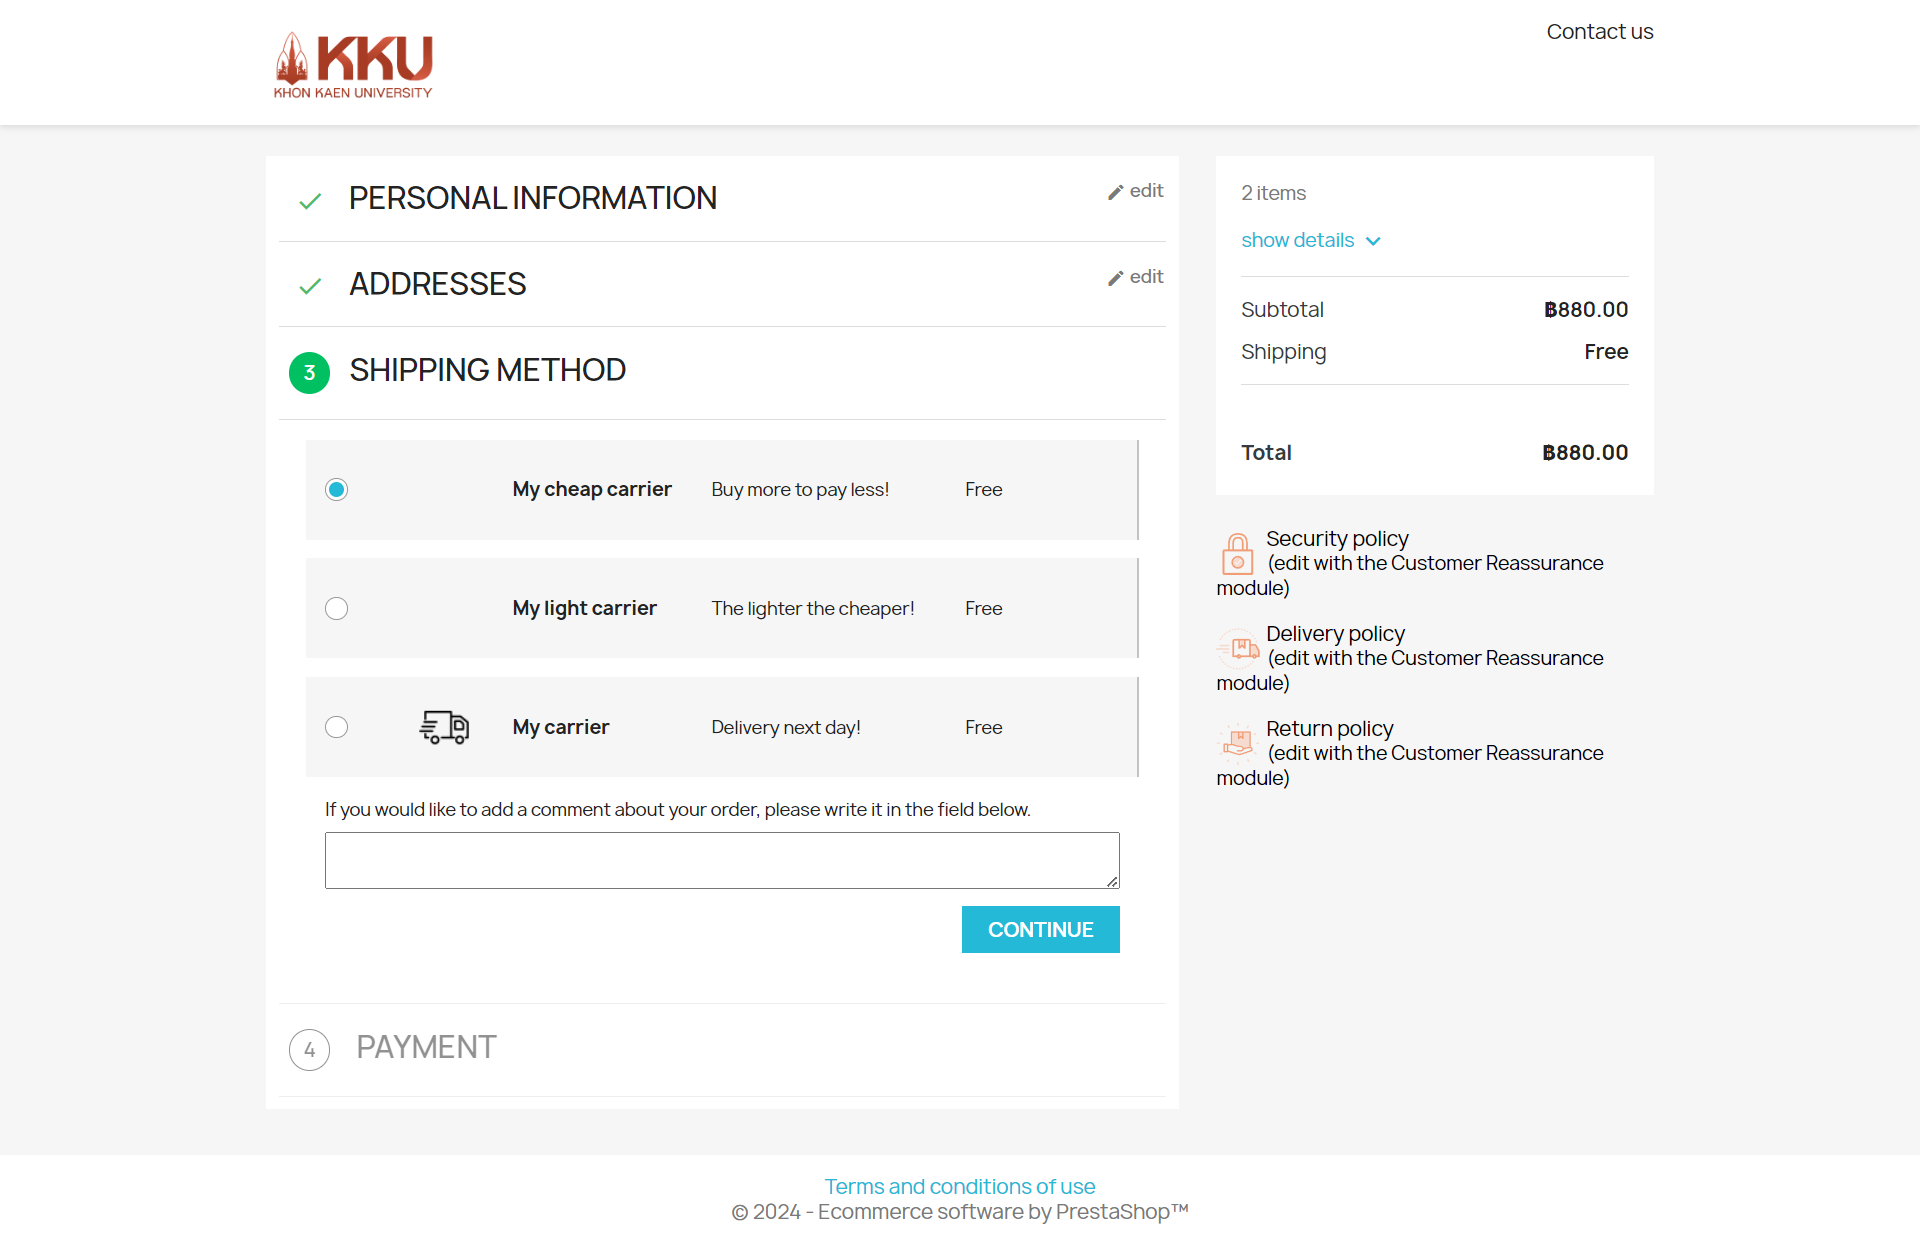 KKU
KHON KAEN UNIVERSITY
Contact us
PERSONAL INFORMATION
edit
ADDRESSES
edit
3 SHIPPING METHOD
My cheap carrier Buy more to pay less! Free
My light carrier The lighter the cheaper! Free
My carrier Delivery next day! Free
If you would like to add a comment about your order, please write it in the field below.
CONTINUE
4 PAYMENT
2 items
show details
Subtotal ฿880.00
Shipping Free
Total ฿880.00
Security policy
(edit with the Customer Reassurance
module)
Delivery policy
(edit with the Customer Reassurance
module)
Return policy
(edit with the Customer Reassurance
module)
Terms and conditions of use
© 2024 - Ecommerce software by PrestaShop™